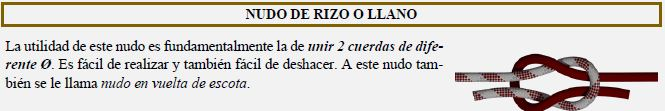 NUDO DE RIZO O LLANO
La utilidad de este nudo es fundamentalmente la de unir 2 cuerdas de dife-
rente Ø. Es fácil de realizar y también fácil de deshacer. A este nudo tam-
bién se le llama nudo en vuelta de escota.